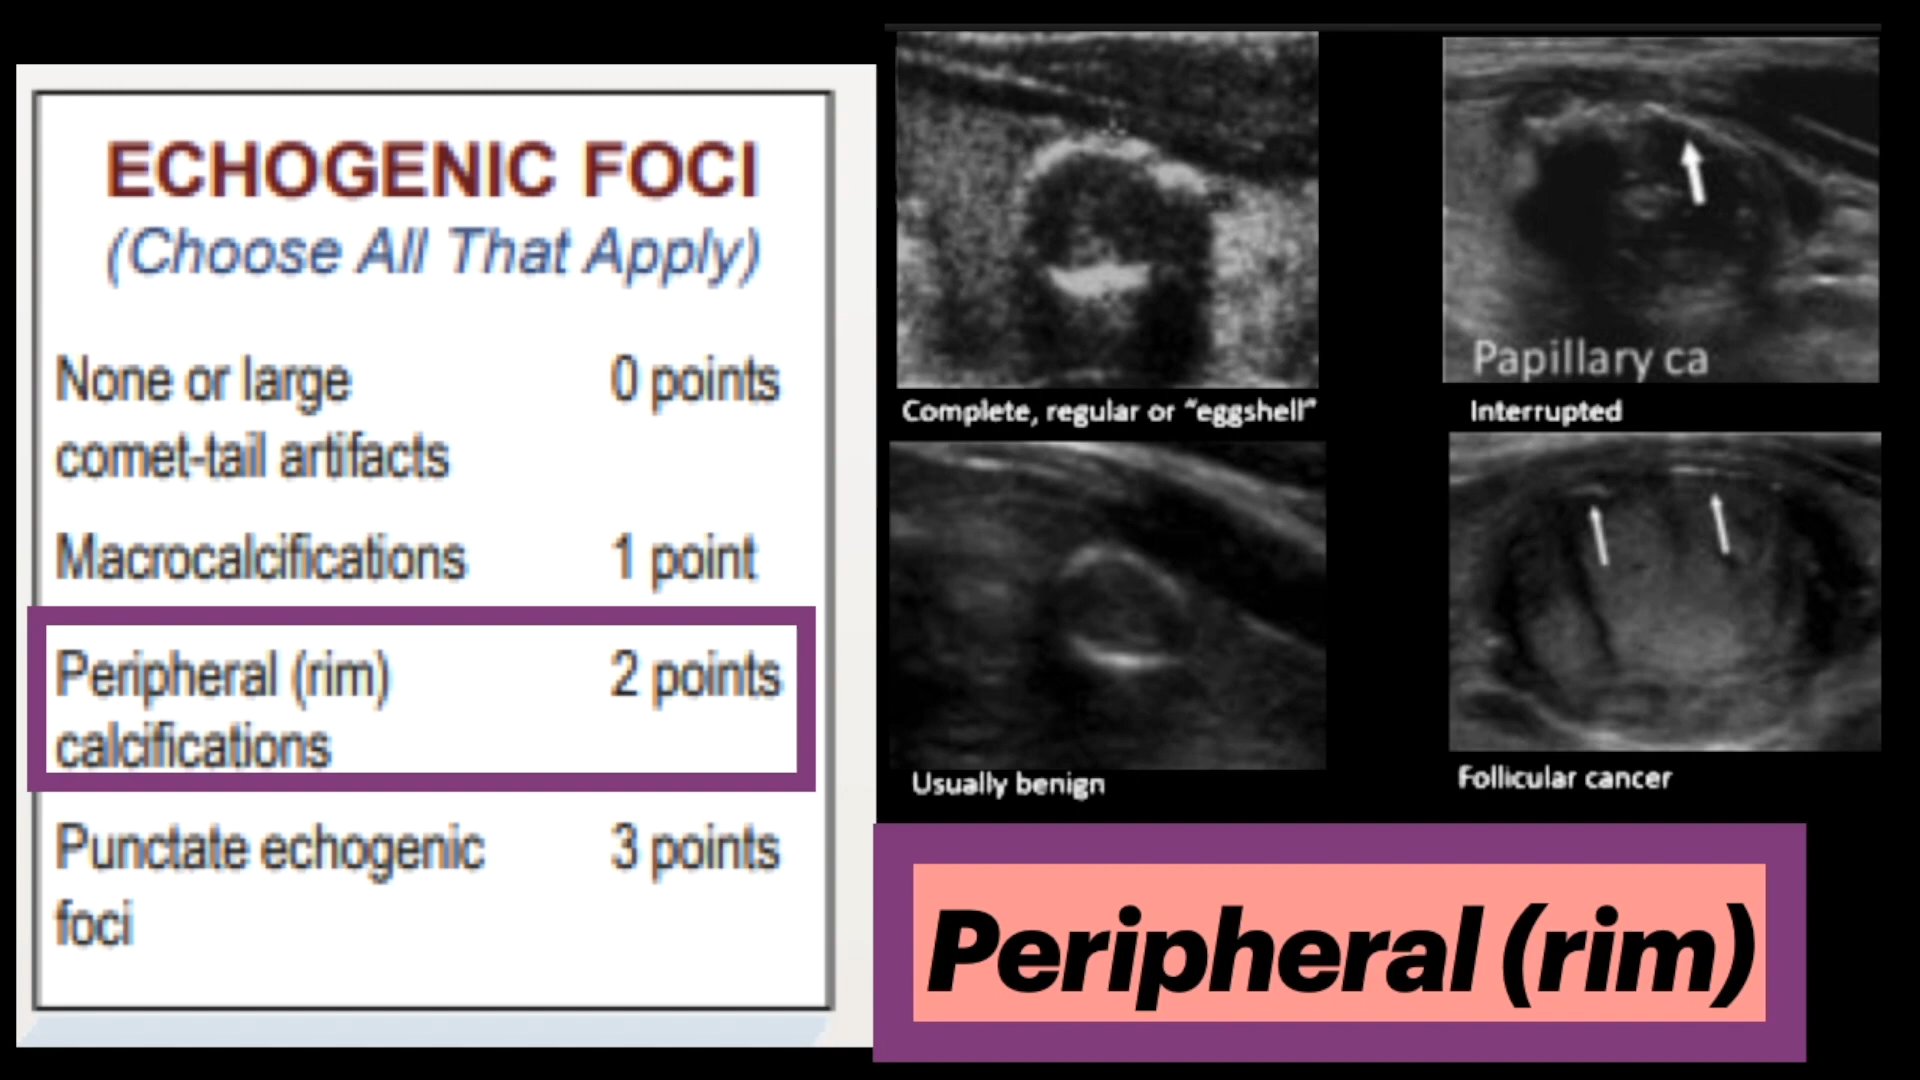 ECHOGENIC FOCI
(Choose All That Apply)
None or large 0 points
comet-tail artifacts
Macrocalcifications 1 point
Peripheral (rim) 2 points
calcifications
Punctate echogenic 3 points
foci
Complete, regular or “eggshell”
Papillary ca
Interrupted
Usually benign
Follicular cancer
Peripheral (rim)